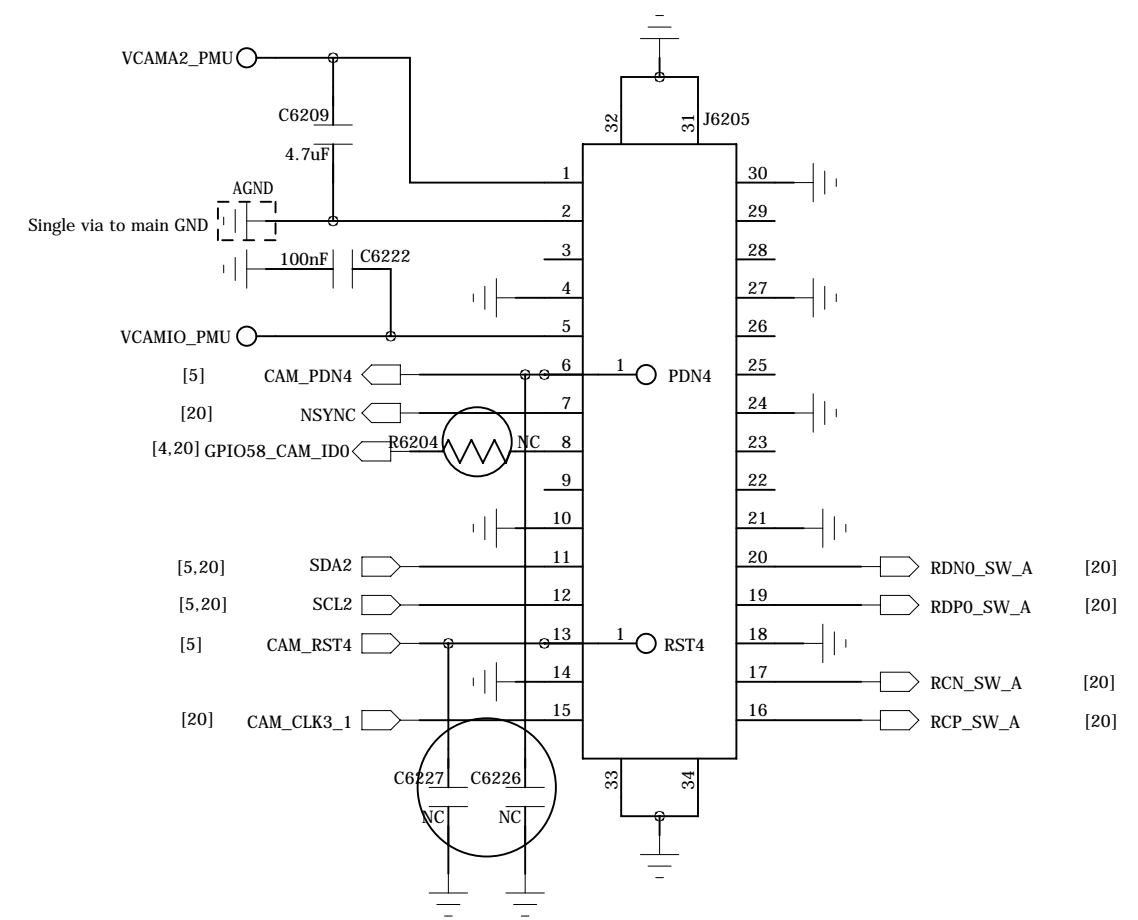 VCAMA2_PMU
C6209
4.7uF
32
31
J6205
1
30
AGND
Single via to main GND
2
29
100nF
C6222
3
28
4
27
VCAMIO_PMU
5
26
[5]
CAM_PDN4
6
1
PDN4
25
[20]
NSYNC
7
24
[4,20]
GPIO58_CAM_ID0
R6204
NC
8
23
9
22
10
21
[5,20]
SDA2
11
20
RDN0_SW_A
[20]
[5,20]
SCL2
12
19
RDP0_SW_A
[20]
[5]
CAM_RST4
13
1
RST4
18
14
17
RCN_SW_A
[20]
[20]
CAM_CLK3_1
15
16
RCP_SW_A
[20]
C6227
C6226
33
34
NC
NC